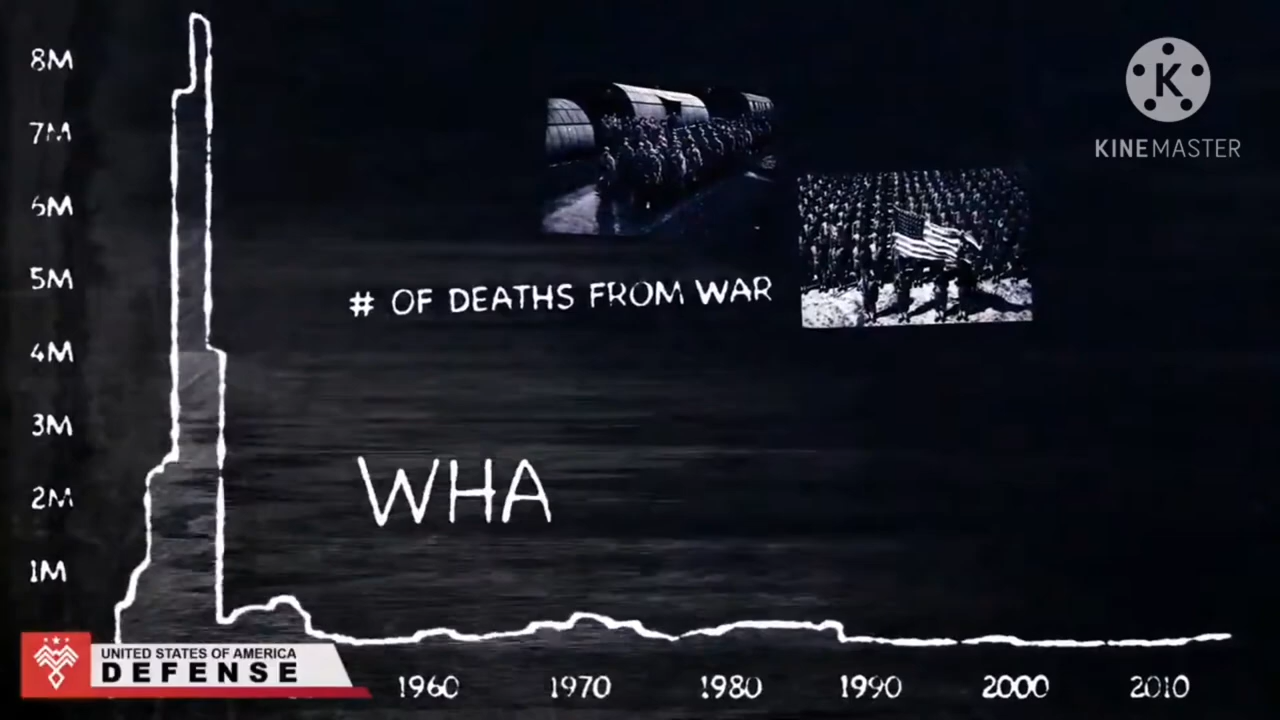 8M
7M
6M
5M
4M
3M
2M
1M
# OF DEATHS FROM WAR
WHA
K
KINEMASTER
UNITED STATES OF AMERICA
DEFENSE
1960
1970
1980
1990
2000
2010